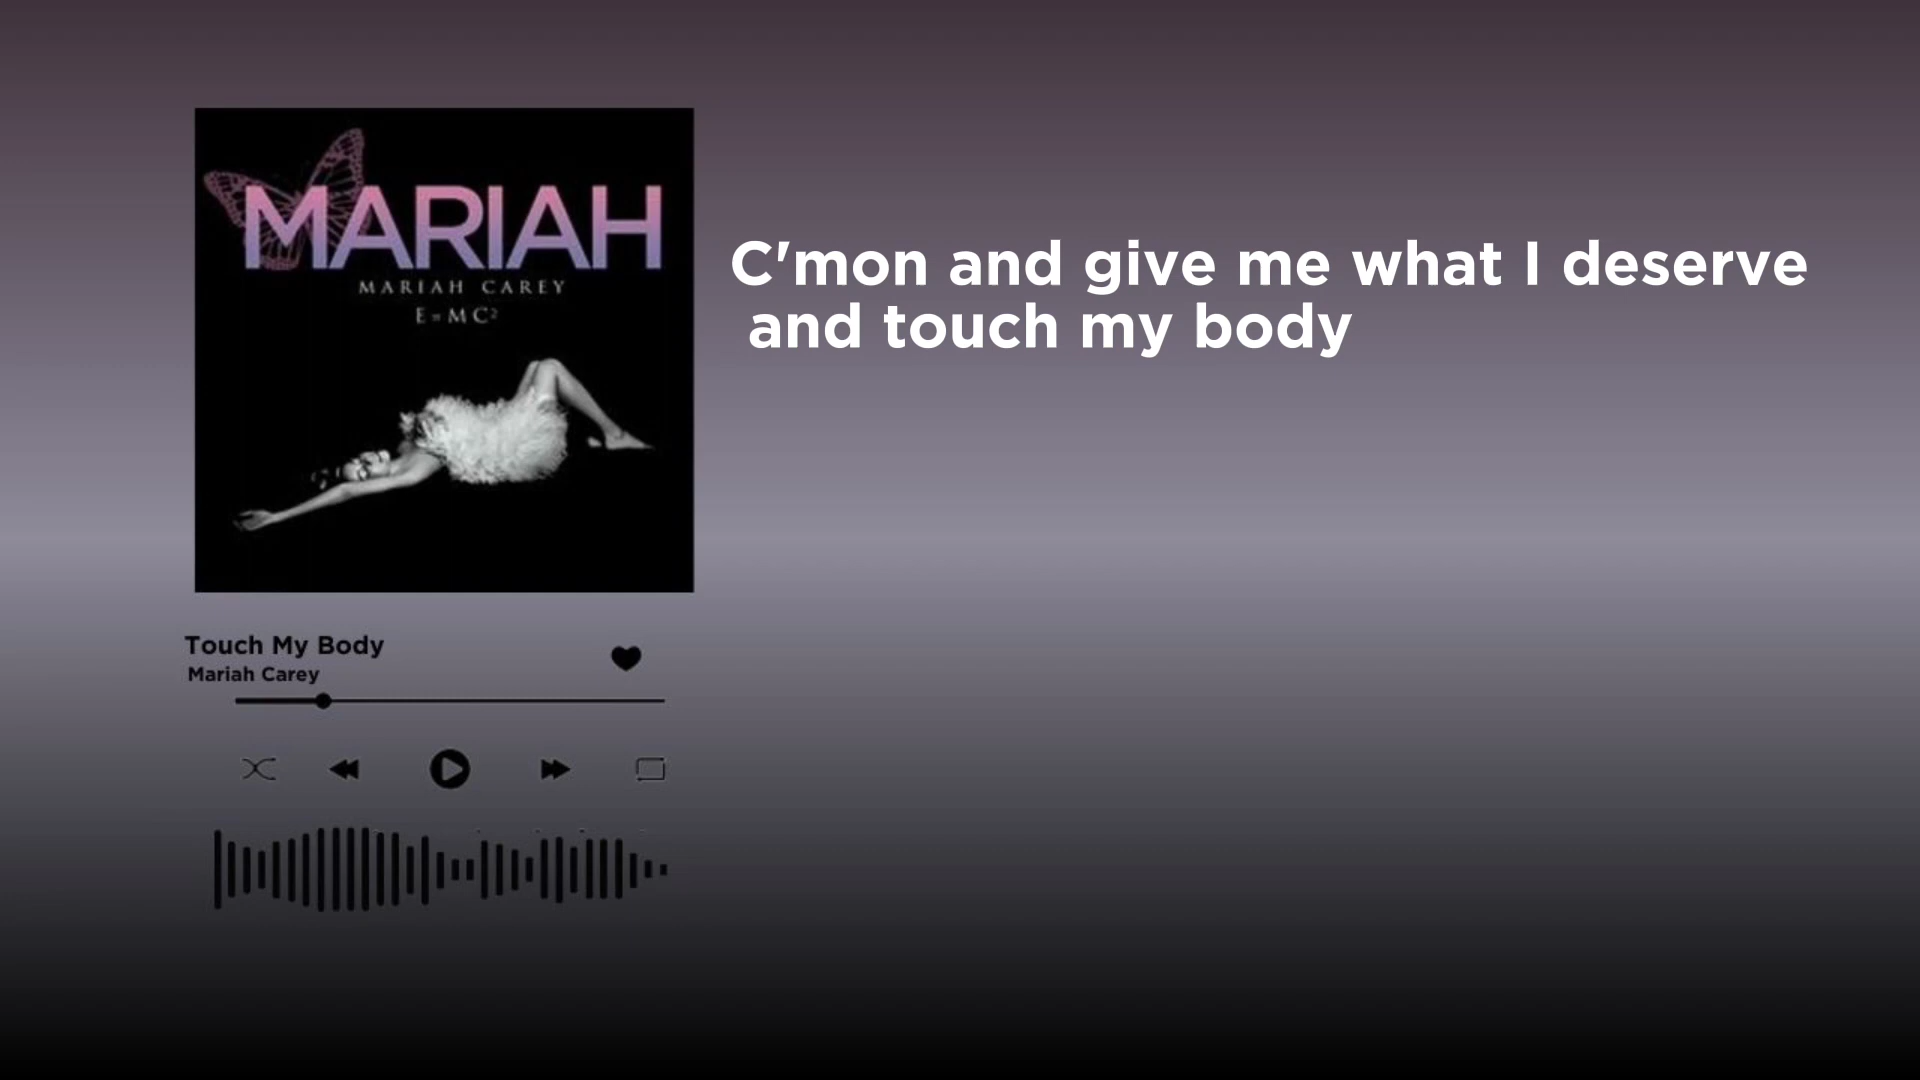 MARIAH
MARIAH CAREY
E=MC²
C'mon and give me what I deserve
and touch my body
Touch My Body
Mariah Carey